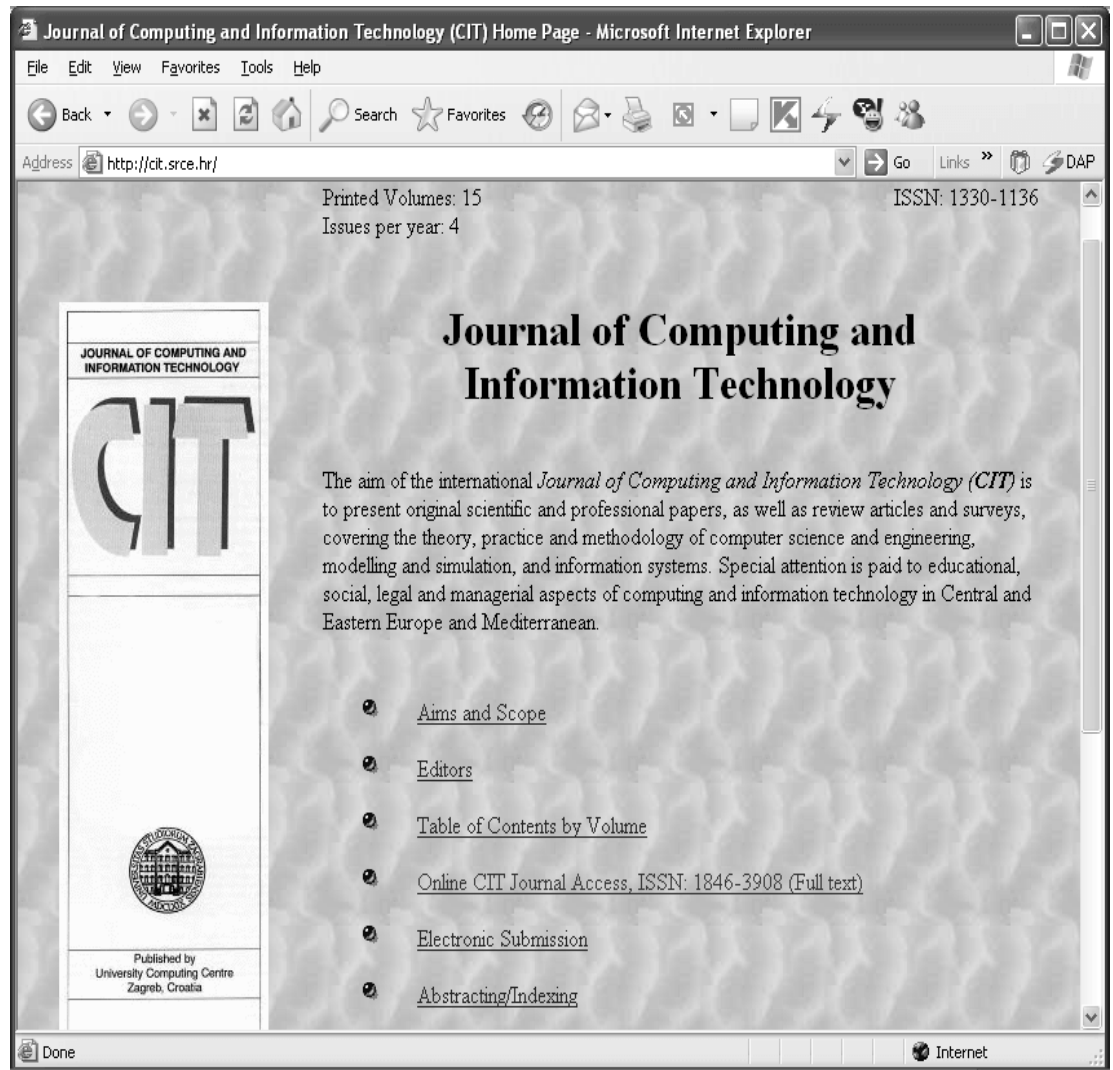 Journal of Computing and Information Technology (CIT) Home Page - Microsoft Internet Explorer
File Edit View Favorites Tools Help
Back Search Favorites
Address http://cit.srce.hr/ Go Links » DAP
Printed Volumes: 15 ISSN: 1330-1136
Issues per year: 4
JOURNAL OF COMPUTING AND
INFORMATION TECHNOLOGY
CIT
Published by
University Computing Centre
Zagreb, Croatia
Journal of Computing and
Information Technology
The aim of the international Journal of Computing and Information Technology (CIT) is
to present original scientific and professional papers, as well as review articles and surveys,
covering the theory, practice and methodology of computer science and engineering,
modelling and simulation, and information systems. Special attention is paid to educational,
social, legal and managerial aspects of computing and information technology in Central and
Eastern Europe and Mediterranean.
Aims and Scope
Editors
Table of Contents by Volume
Online CIT Journal Access, ISSN: 1846-3908 (Full text)
Electronic Submission
Abstracting/Indexing
Done Internet